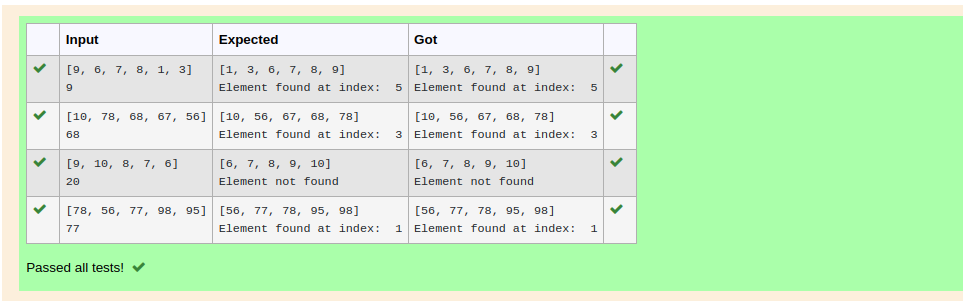 Input Expected Got
[9, 6, 7, 8, 1, 3] [1, 3, 6, 7, 8, 9] [1, 3, 6, 7, 8, 9]
9 Element found at index:  5 Element found at index:  5
[10, 78, 68, 67, 56] [10, 56, 67, 68, 78] [10, 56, 67, 68, 78]
68 Element found at index:  3 Element found at index:  3
[9, 10, 8, 7, 6] [6, 7, 8, 9, 10] [6, 7, 8, 9, 10]
20 Element not found Element not found
[78, 56, 77, 98, 95] [56, 77, 78, 95, 98] [56, 77, 78, 95, 98]
77 Element found at index:  1 Element found at index:  1
Passed all tests!